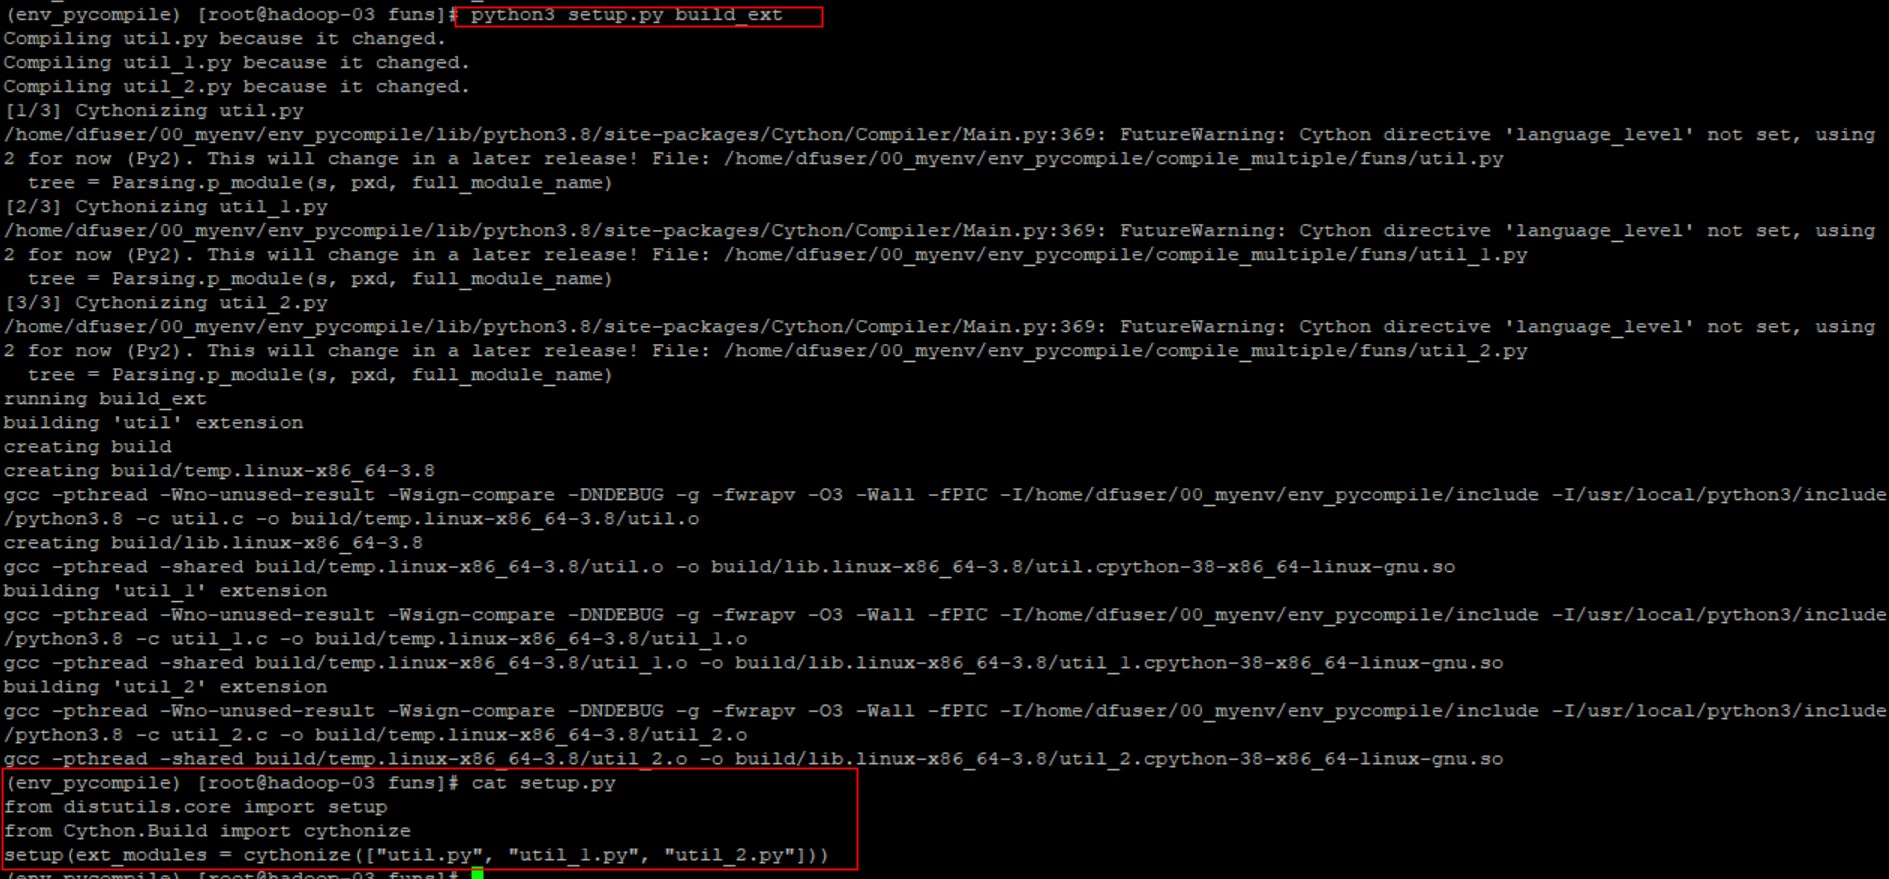 (env_pycompile) [root@hadoop-03 funs]# python3 setup.py build_ext
Compiling util.py because it changed.
Compiling util_1.py because it changed.
Compiling util_2.py because it changed.
[1/3] Cythonizing util.py
/home/dfuser/00_myenv/env_pycompile/lib/python3.8/site-packages/Cython/Compiler/Main.py:369: FutureWarning: Cython directive 'language_level' not set, using
2 for now (Py2). This will change in a later release! File: /home/dfuser/00_myenv/env_pycompile/compile_multiple/funs/util.py
  tree = Parsing.p_module(s, pxd, full_module_name)
[2/3] Cythonizing util_1.py
/home/dfuser/00_myenv/env_pycompile/lib/python3.8/site-packages/Cython/Compiler/Main.py:369: FutureWarning: Cython directive 'language_level' not set, using
2 for now (Py2). This will change in a later release! File: /home/dfuser/00_myenv/env_pycompile/compile_multiple/funs/util_1.py
  tree = Parsing.p_module(s, pxd, full_module_name)
[3/3] Cythonizing util_2.py
/home/dfuser/00_myenv/env_pycompile/lib/python3.8/site-packages/Cython/Compiler/Main.py:369: FutureWarning: Cython directive 'language_level' not set, using
2 for now (Py2). This will change in a later release! File: /home/dfuser/00_myenv/env_pycompile/compile_multiple/funs/util_2.py
  tree = Parsing.p_module(s, pxd, full_module_name)
running build_ext
building 'util' extension
creating build
creating build/temp.linux-x86_64-3.8
gcc -pthread -Wno-unused-result -Wsign-compare -DNDEBUG -g -fwrapv -O3 -Wall -fPIC -I/home/dfuser/00_myenv/env_pycompile/include -I/usr/local/python3/include
/python3.8 -c util.c -o build/temp.linux-x86_64-3.8/util.o
creating build/lib.linux-x86_64-3.8
gcc -pthread -shared build/temp.linux-x86_64-3.8/util.o -o build/lib.linux-x86_64-3.8/util.cpython-38-x86_64-linux-gnu.so
building 'util_1' extension
gcc -pthread -Wno-unused-result -Wsign-compare -DNDEBUG -g -fwrapv -O3 -Wall -fPIC -I/home/dfuser/00_myenv/env_pycompile/include -I/usr/local/python3/include
/python3.8 -c util_1.c -o build/temp.linux-x86_64-3.8/util_1.o
gcc -pthread -shared build/temp.linux-x86_64-3.8/util_1.o -o build/lib.linux-x86_64-3.8/util_1.cpython-38-x86_64-linux-gnu.so
building 'util_2' extension
gcc -pthread -Wno-unused-result -Wsign-compare -DNDEBUG -g -fwrapv -O3 -Wall -fPIC -I/home/dfuser/00_myenv/env_pycompile/include -I/usr/local/python3/include
/python3.8 -c util_2.c -o build/temp.linux-x86_64-3.8/util_2.o
gcc -pthread -shared build/temp.linux-x86_64-3.8/util_2.o -o build/lib.linux-x86_64-3.8/util_2.cpython-38-x86_64-linux-gnu.so
(env_pycompile) [root@hadoop-03 funs]# cat setup.py
from distutils.core import setup
from Cython.Build import cythonize
setup(ext_modules = cythonize(["util.py", "util_1.py", "util_2.py"]))
(env_pycompile) [root@hadoop-03 funs]#